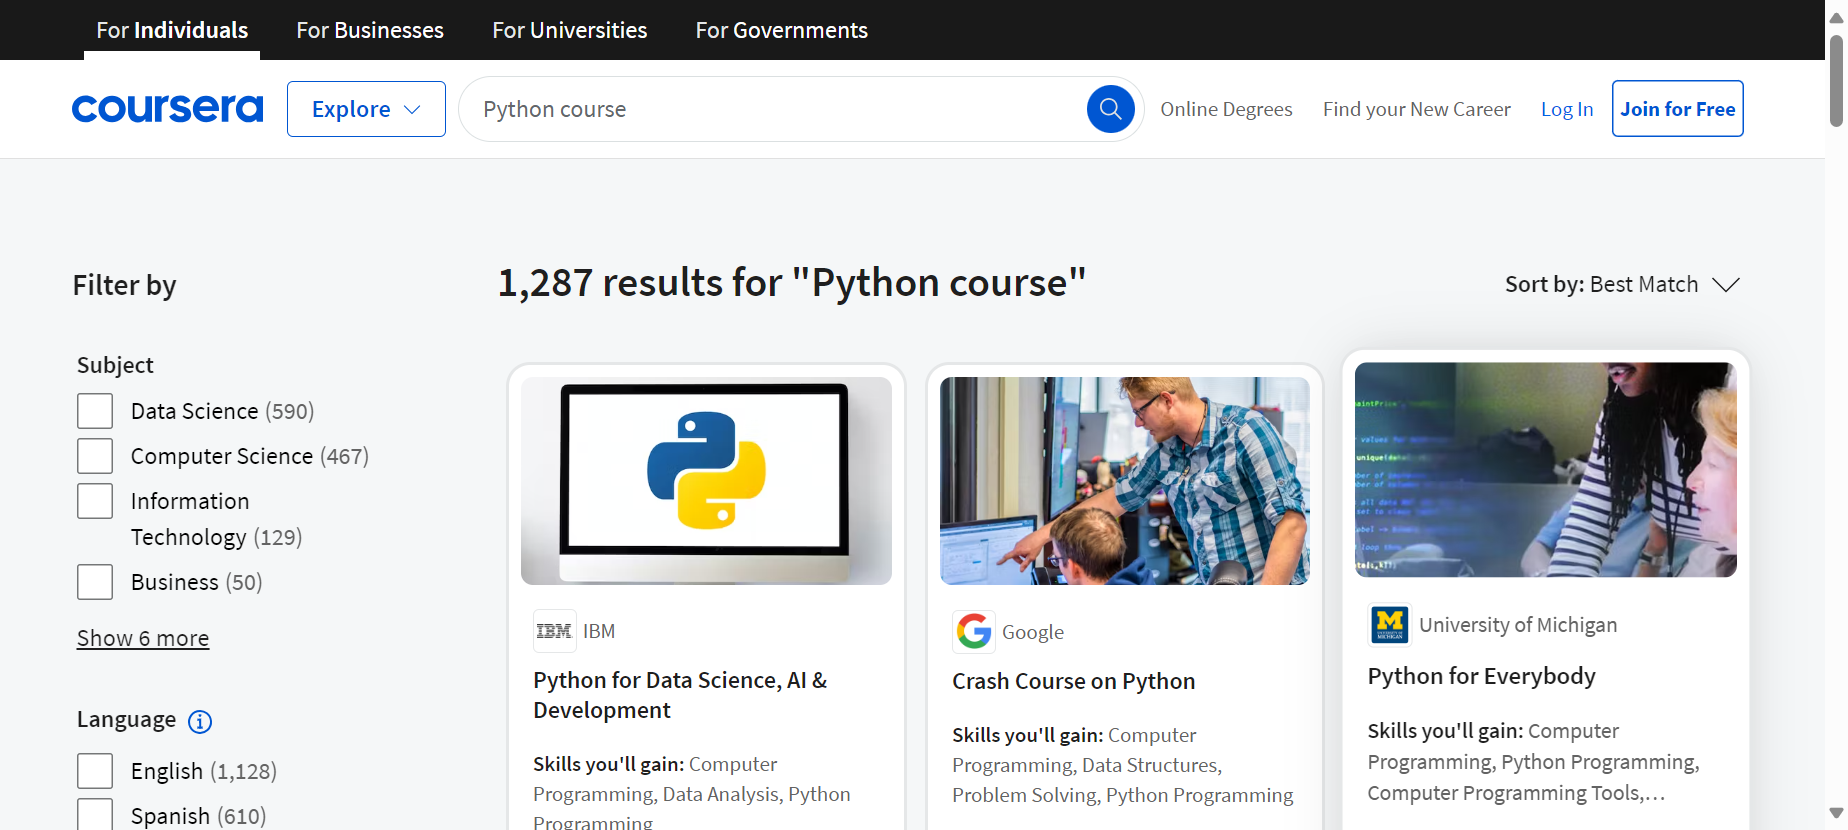 For Individuals
For Businesses
For Universities
For Governments
coursera
Explore
Python course
Online Degrees
Find your New Career
Log In
Join for Free
Filter by
1,287 results for "Python course"
Sort by: Best Match
Subject
Data Science (590)
Computer Science (467)
Information
Technology (129)
Business (50)
Show 6 more
Language
English (1,128)
Spanish (610)
IBM
IBM
Python for Data Science, AI &
Development
Skills you'll gain: Computer
Programming, Data Analysis, Python
Programming
Google
Crash Course on Python
Skills you'll gain: Computer
Programming, Data Structures,
Problem Solving, Python Programming
University of Michigan
Python for Everybody
Skills you'll gain: Computer
Programming, Python Programming,
Computer Programming Tools,…